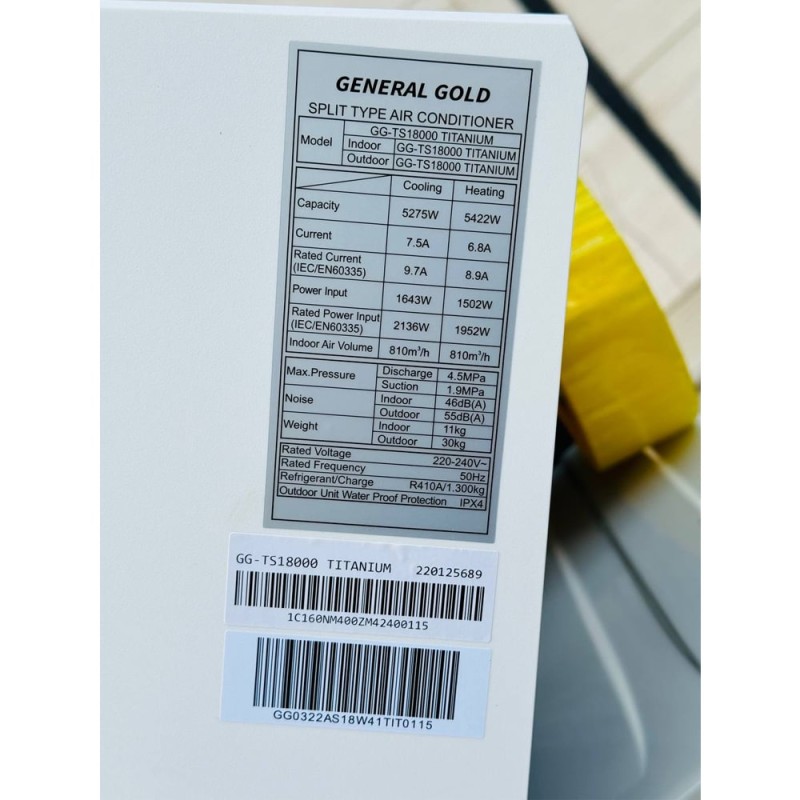 GENERAL GOLD
SPLIT TYPE AIR CONDITIONER
Model GG-TS18000 TITANIUM
Indoor GG-TS18000 TITANIUM
Outdoor GG-TS18000 TITANIUM
Cooling Heating
Capacity 5275W 5422W
Current 7.5A 6.8A
Rated Current
(IEC/EN60335) 9.7A 8.9A
Power Input 1643W 1502W
Rated Power Input
(IEC/EN60335) 2136W 1952W
Indoor Air Volume 810m³/h 810m³/h
Max.Pressure Discharge 4.5MPa
Suction 1.9MPa
Noise Indoor 46dB(A)
Outdoor 55dB(A)
Weight Indoor 11kg
Outdoor 30kg
Rated Voltage 220-240V~
Rated Frequency 50Hz
Refrigerant/Charge R410A/1.300kg
Outdoor Unit Water Proof Protection IPX4
GG-TS18000 TITANIUM 220125689
1C160NM400ZM42400115
GG0322AS18W41TIT0115